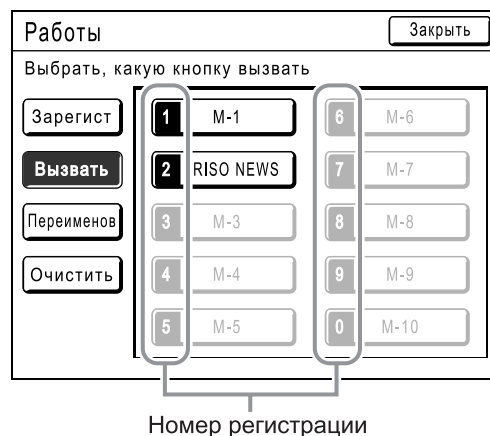 Работы Закрыть
Выбрать, какую кнопку вызвать
Зарегист 1 М-1 6 М-6
Вызвать 2 RISO NEWS 7 М-7
Переименов 3 М-3 8 М-8
Очистить 4 М-4 9 М-9
5 М-5 0 М-10
Номер регистрации